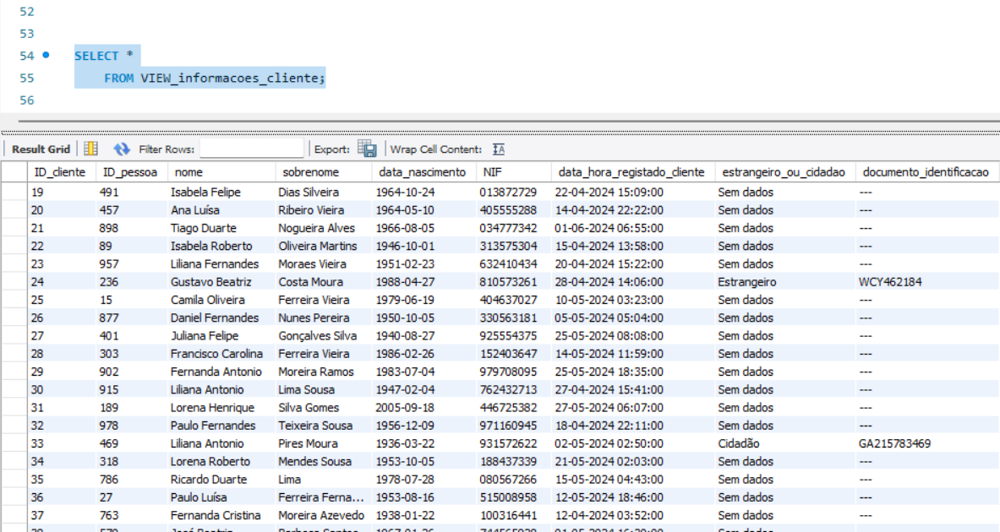 52
53
54 SELECT *
55 FROM VIEW_informacoes_cliente;
56
Result Grid Filter Rows: Export: Wrap Cell Content:
ID_cliente ID_pessoa nome sobrenome data_nascimento NIF data_hora_registado_cliente estrangeiro_ou_cidadao documento_identificacao
19 491 Isabela Felipe Dias Silveira 1964-10-24 013872729 22-04-2024 15:09:00 Sem dados ---
20 457 Ana Luísa Ribeiro Vieira 1964-05-10 405555288 14-04-2024 22:22:00 Sem dados ---
21 898 Tiago Duarte Nogueira Alves 1966-08-05 034777342 01-06-2024 06:55:00 Sem dados ---
22 89 Isabela Roberto Oliveira Martins 1946-10-01 313575304 15-04-2024 13:58:00 Sem dados ---
23 957 Liliana Fernandes Moraes Vieira 1951-02-23 632410434 20-04-2024 15:22:00 Sem dados ---
24 236 Gustavo Beatriz Costa Moura 1988-04-27 810573261 28-04-2024 14:06:00 Estrangeiro WCY462184
25 15 Camila Oliveira Ferreira Vieira 1979-06-19 404637027 10-05-2024 03:23:00 Sem dados ---
26 877 Daniel Fernandes Nunes Pereira 1950-10-05 330563181 05-05-2024 05:04:00 Sem dados ---
27 401 Juliana Felipe Gonçalves Silva 1940-08-27 925554375 25-05-2024 08:08:00 Sem dados ---
28 303 Francisco Carolina Ferreira Vieira 1986-02-26 152403647 14-05-2024 11:59:00 Sem dados ---
29 902 Fernanda Antonio Moreira Ramos 1983-07-04 979708095 25-05-2024 18:35:00 Sem dados ---
30 915 Liliana Antonio Lima Sousa 1947-02-04 762432713 27-04-2024 15:41:00 Sem dados ---
31 189 Lorena Henrique Silva Gomes 2005-09-18 446725382 27-05-2024 06:07:00 Sem dados ---
32 978 Paulo Fernandes Teixeira Sousa 1956-12-09 971160945 18-04-2024 22:11:00 Sem dados ---
33 469 Liliana Antonio Pires Moura 1936-03-22 931572622 02-05-2024 02:50:00 Cidadão GA215783469
34 318 Lorena Roberto Mendes Sousa 1953-10-05 188437339 21-05-2024 02:03:00 Sem dados ---
35 786 Ricardo Duarte Lima 1978-07-28 080567266 15-05-2024 04:43:00 Sem dados ---
36 27 Paulo Luísa Ferreira Ferna... 1953-08-16 515008958 12-05-2024 18:46:00 Sem dados ---
37 763 Fernanda Cristina Moreira Azevedo 1938-01-22 100316441 12-04-2024 03:52:00 Sem dados ---